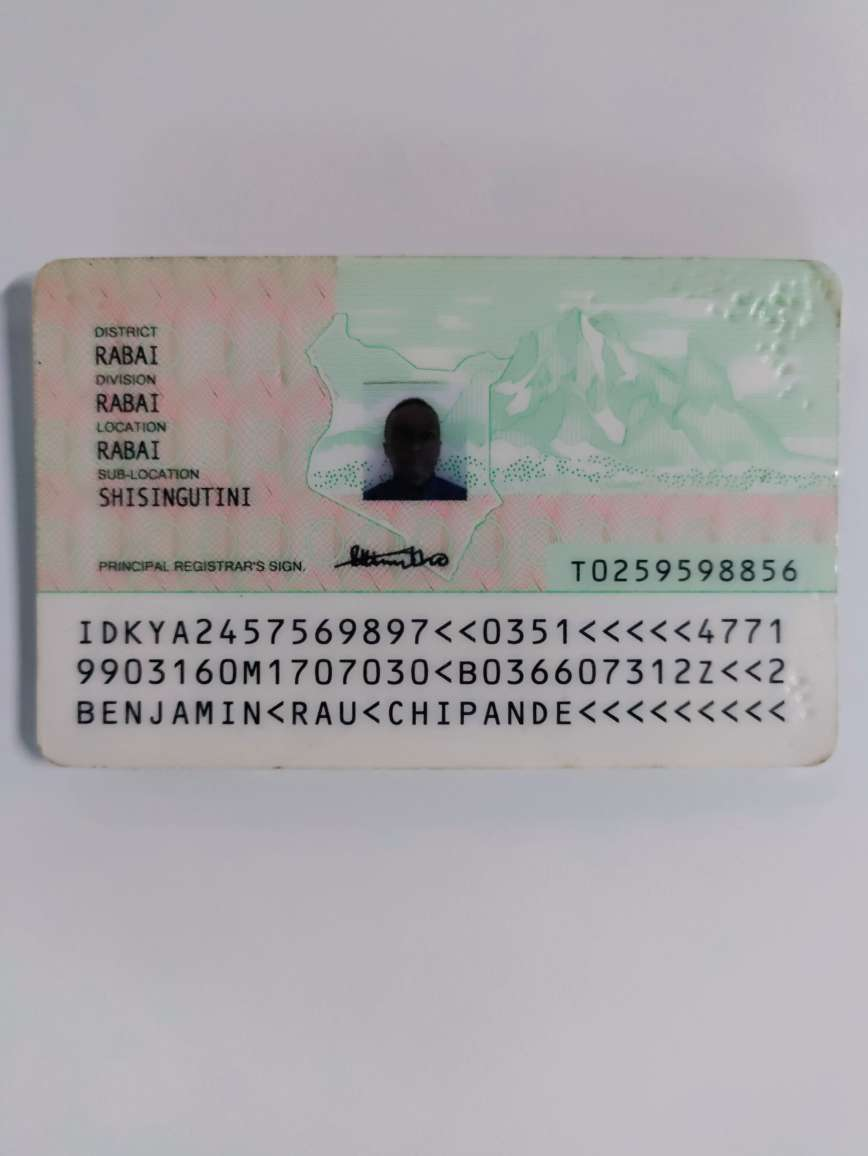 DISTRICT
RABAI
DIVISION
RABAI
LOCATION
RABAI
SUB-LOCATION
SHISINGUTINI
PRINCIPAL REGISTRAR'S SIGN.
T0259598856
IDKYA2457569897<<0351<<<<<4771
9903160M1707030<B036607312Z<<2
BENJAMIN<RAU<CHIPANDE<<<<<<<<<